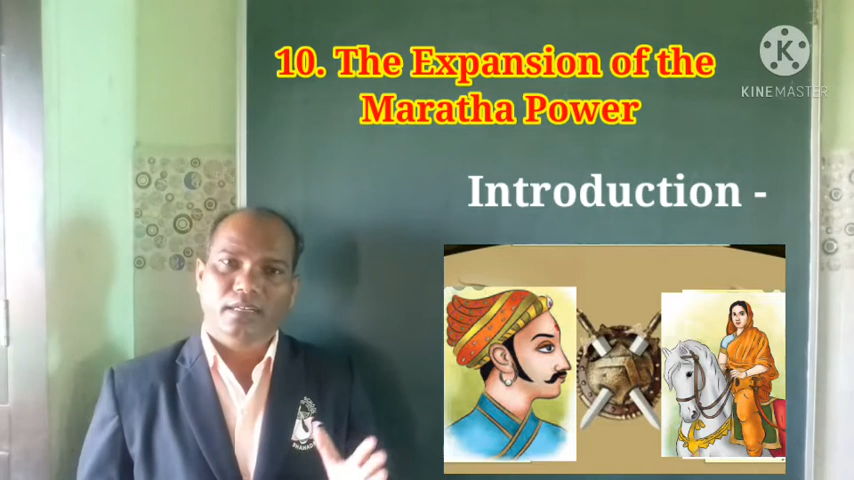 10. The Expansion of the
Maratha Power
K
KINEMASTER
Introduction -